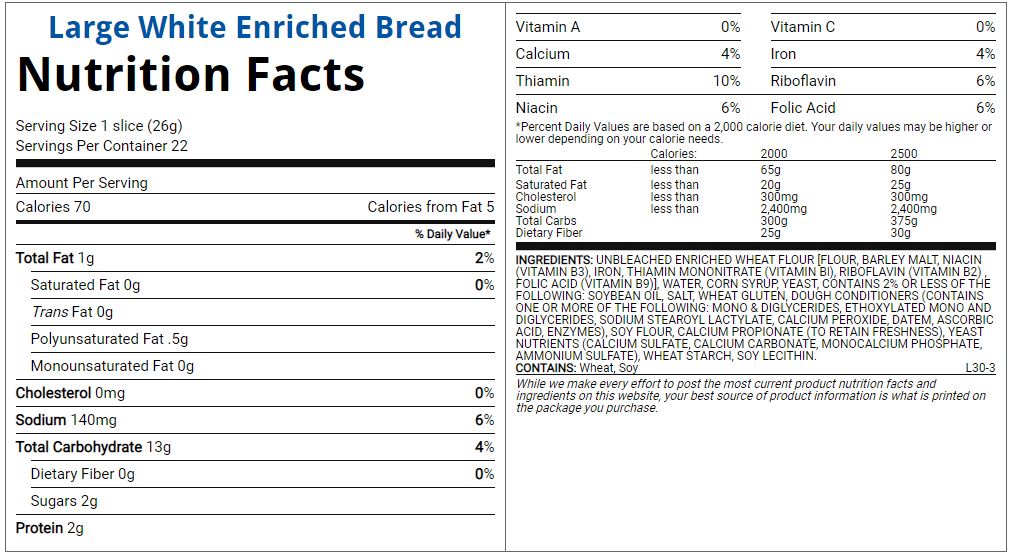 Large White Enriched Bread
Nutrition Facts
Serving Size 1 slice (26g)
Servings Per Container 22
Amount Per Serving
Calories 70 Calories from Fat 5
% Daily Value*
Total Fat 1g 2%
Saturated Fat 0g 0%
Trans Fat 0g
Polyunsaturated Fat .5g
Monounsaturated Fat 0g
Cholesterol 0mg 0%
Sodium 140mg 6%
Total Carbohydrate 13g 4%
Dietary Fiber 0g 0%
Sugars 2g
Protein 2g
Vitamin A 0% Vitamin C 0%
Calcium 4% Iron 4%
Thiamin 10% Riboflavin 6%
Niacin 6% Folic Acid 6%
*Percent Daily Values are based on a 2,000 calorie diet. Your daily values may be higher or
lower depending on your calorie needs.
Calories: 2000 2500
Total Fat less than 65g 80g
Saturated Fat less than 20g 25g
Cholesterol less than 300mg 300mg
Sodium less than 2,400mg 2,400mg
Total Carbs 300g 375g
Dietary Fiber 25g 30g
INGREDIENTS: UNBLEACHED ENRICHED WHEAT FLOUR [FLOUR, BARLEY MALT, NIACIN
(VITAMIN B3), IRON, THIAMIN MONONITRATE (VITAMIN BI), RIBOFLAVIN (VITAMIN B2) ,
FOLIC ACID (VITAMIN B9)], WATER, CORN SYRUP, YEAST, CONTAINS 2% OR LESS OF THE
FOLLOWING: SOYBEAN OIL, SALT, WHEAT GLUTEN, DOUGH CONDITIONERS (CONTAINS
ONE OR MORE OF THE FOLLOWING: MONO & DIGLYCERIDES, ETHOXYLATED MONO AND
DIGLYCERIDES, SODIUM STEAROYL LACTYLATE, CALCIUM PEROXIDE, DATEM, ASCORBIC
ACID, ENZYMES), SOY FLOUR, CALCIUM PROPIONATE (TO RETAIN FRESHNESS), YEAST
NUTRIENTS (CALCIUM SULFATE, CALCIUM CARBONATE, MONOCALCIUM PHOSPHATE,
AMMONIUM SULFATE), WHEAT STARCH, SOY LECITHIN.
CONTAINS: Wheat, Soy L30-3
While we make every effort to post the most current product nutrition facts and
ingredients on this website, your best source of product information is what is printed on
the package you purchase.